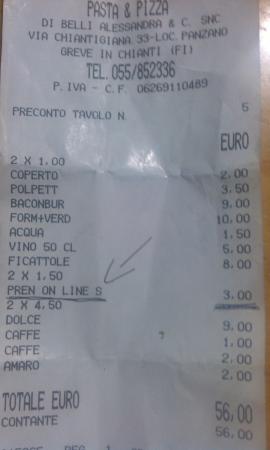 PASTA & PIZZA
DI BELLI ALESSANDRA & C. SNC
VIA CHIANTIGIANA 33-LOC. PANZANO
GREVE IN CHIANTI (FI)
TEL. 055/852336
P. IVA - C.F. 06269110489
PRECONTO TAVOLO N. 5
EURO
2 X 1.00
COPERTO 2,00
POLPETT 3,50
BACONBUR 9,00
FORM+VERD 10,00
ACQUA 1,50
VINO 50 CL 5,00
FICATTOLE 8,00
2 X 1,50
PREN ON LINE S 3,00
2 X 4,50
DOLCE 9,00
CAFFE 1,00
CAFFE 2,00
AMARO 2,00
TOTALE EURO 56,00
CONTANTE 56,00